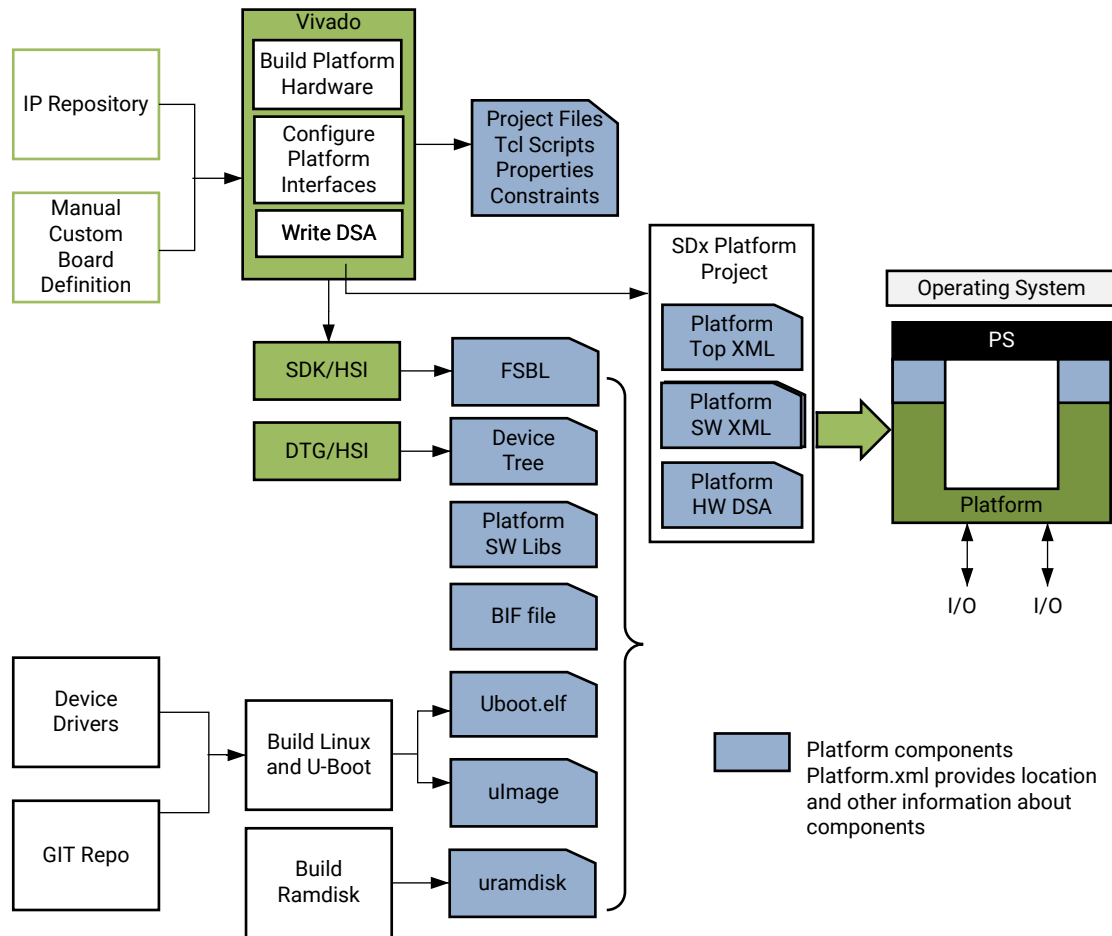 Vivado
Build Platform
Hardware
IP Repository
Configure
Platform
Interfaces
Project Files
Tcl Scripts
Properties
Constraints
Manual
Custom
Board
Definition
Write DSA
SDx Platform
Project
Platform
Top XML
Platform
SW XML
Platform
HW DSA
Operating System
PS
Platform
I/O
I/O
SDK/HSI
FSBL
DTG/HSI
Device
Tree
Platform
SW Libs
BIF file
Device
Drivers
GIT Repo
Build Linux
and U-Boot
Uboot.elf
uImage
Build
Ramdisk
uramdisk
Platform components
Platform.xml provides location
and other information about
components